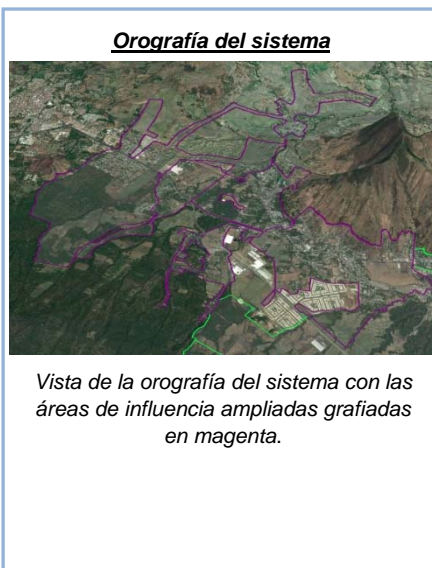 Orografía del sistema
Vista de la orografía del sistema con las
áreas de influencia ampliadas grafiadas
en magenta.